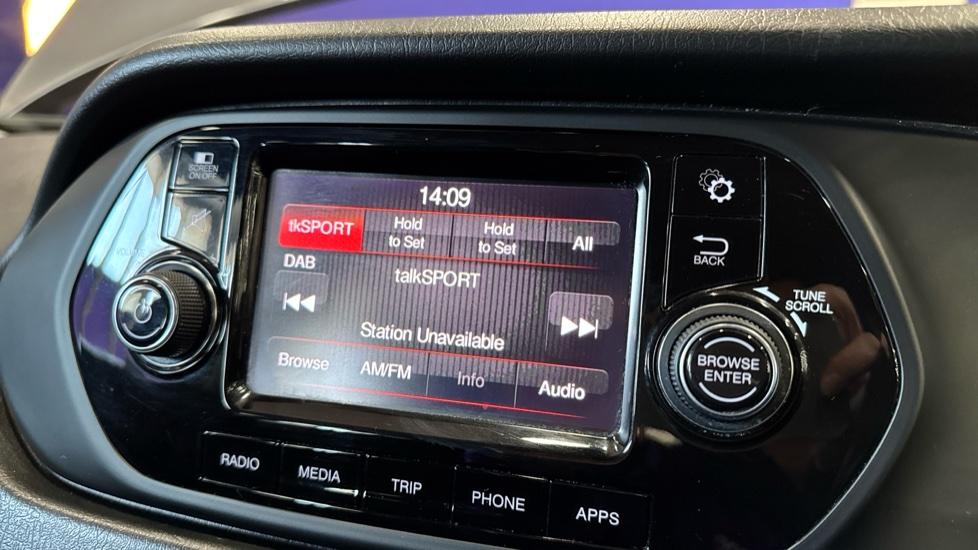 SCREEN
ON/OFF
VOLUME
14:09
tkSPORT
Hold
to Set
Hold
to Set
All
DAB
talkSPORT
Station Unavailable
Browse
AM/FM
Info
Audio
BACK
TUNE
SCROLL
BROWSE
ENTER
RADIO
MEDIA
TRIP
PHONE
APPS